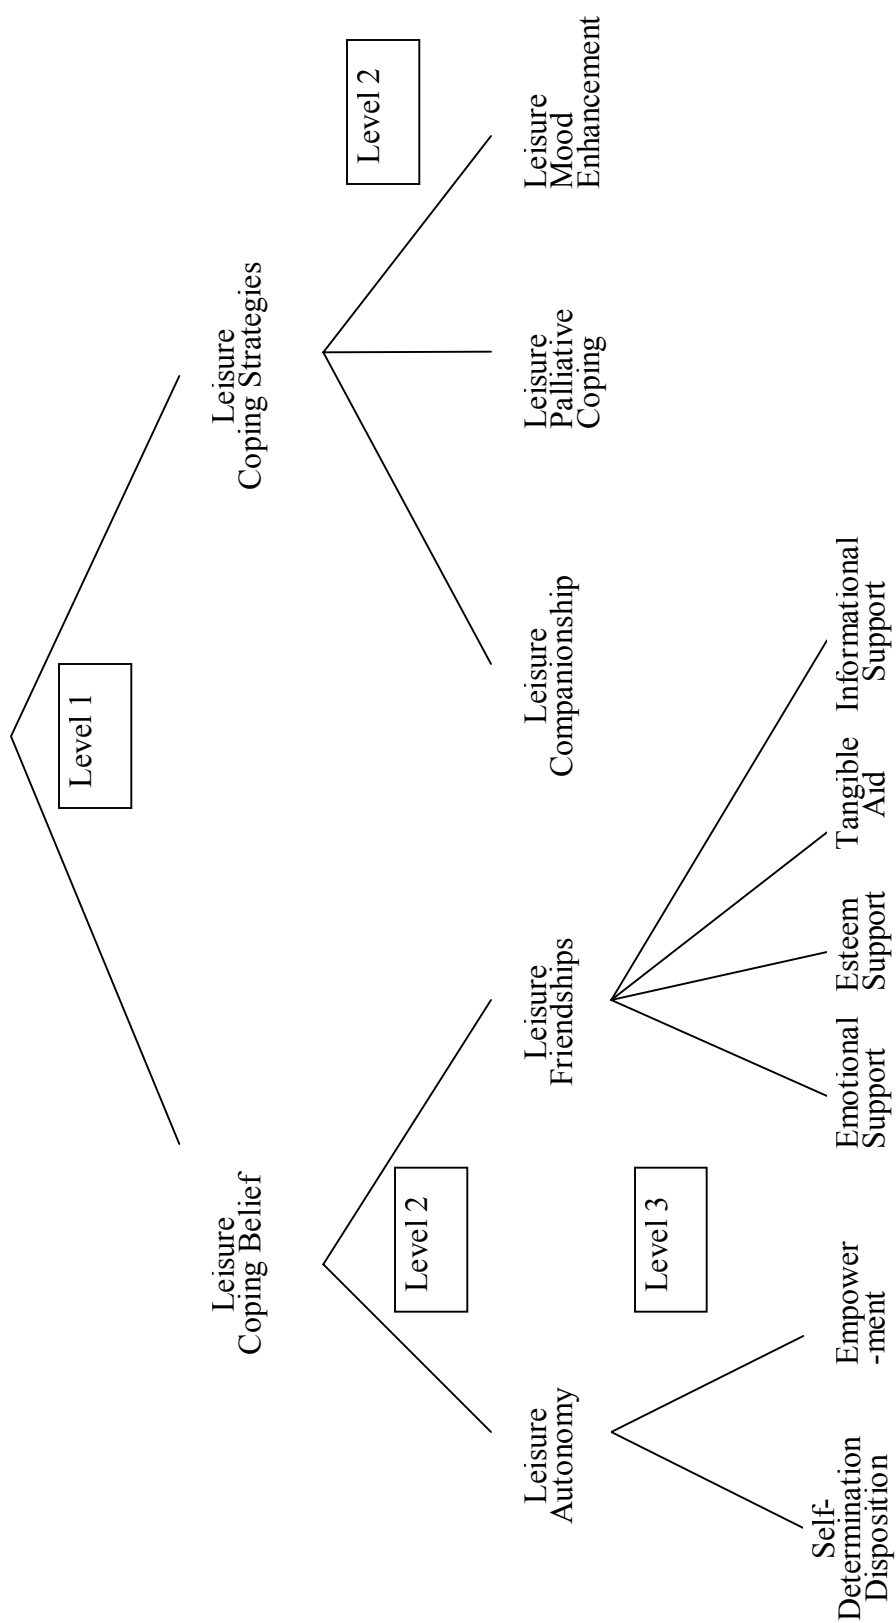 Level 1
Leisure
Coping Belief
Leisure
Coping Strategies
Level 2
Level 2
Leisure
Autonomy
Leisure
Friendships
Leisure
Companionship
Leisure
Palliative
Coping
Leisure
Mood
Enhancement
Level 3
Self-
Determination
Disposition
Empower
-ment
Emotional
Support
Esteem
Support
Tangible
Aid
Informational
Support